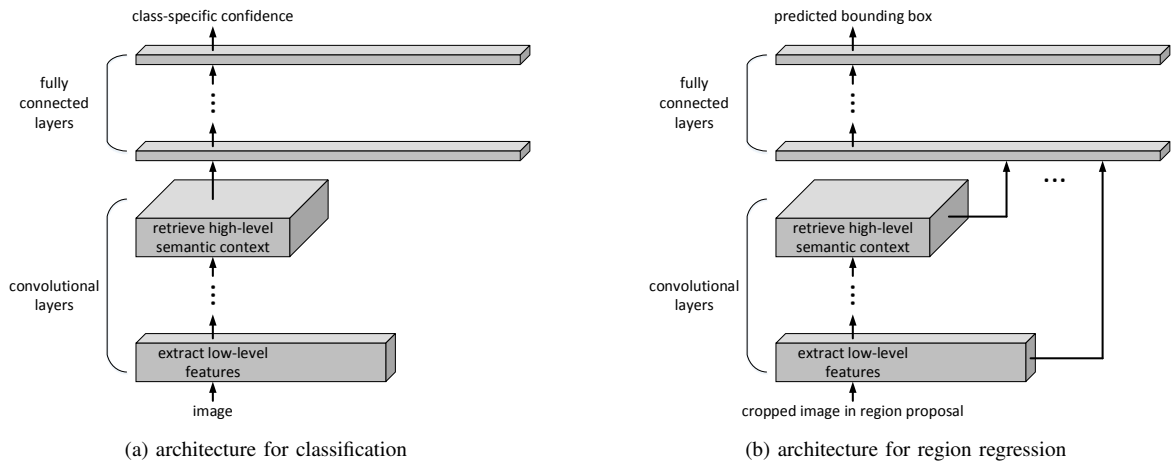 class-specific confidence
fully
connected
layers
retrieve high-level
semantic context
convolutional
layers
extract low-level
features
image
(a) architecture for classification
predicted bounding box
fully
connected
layers
...
retrieve high-level
semantic context
convolutional
layers
extract low-level
features
cropped image in region proposal
(b) architecture for region regression